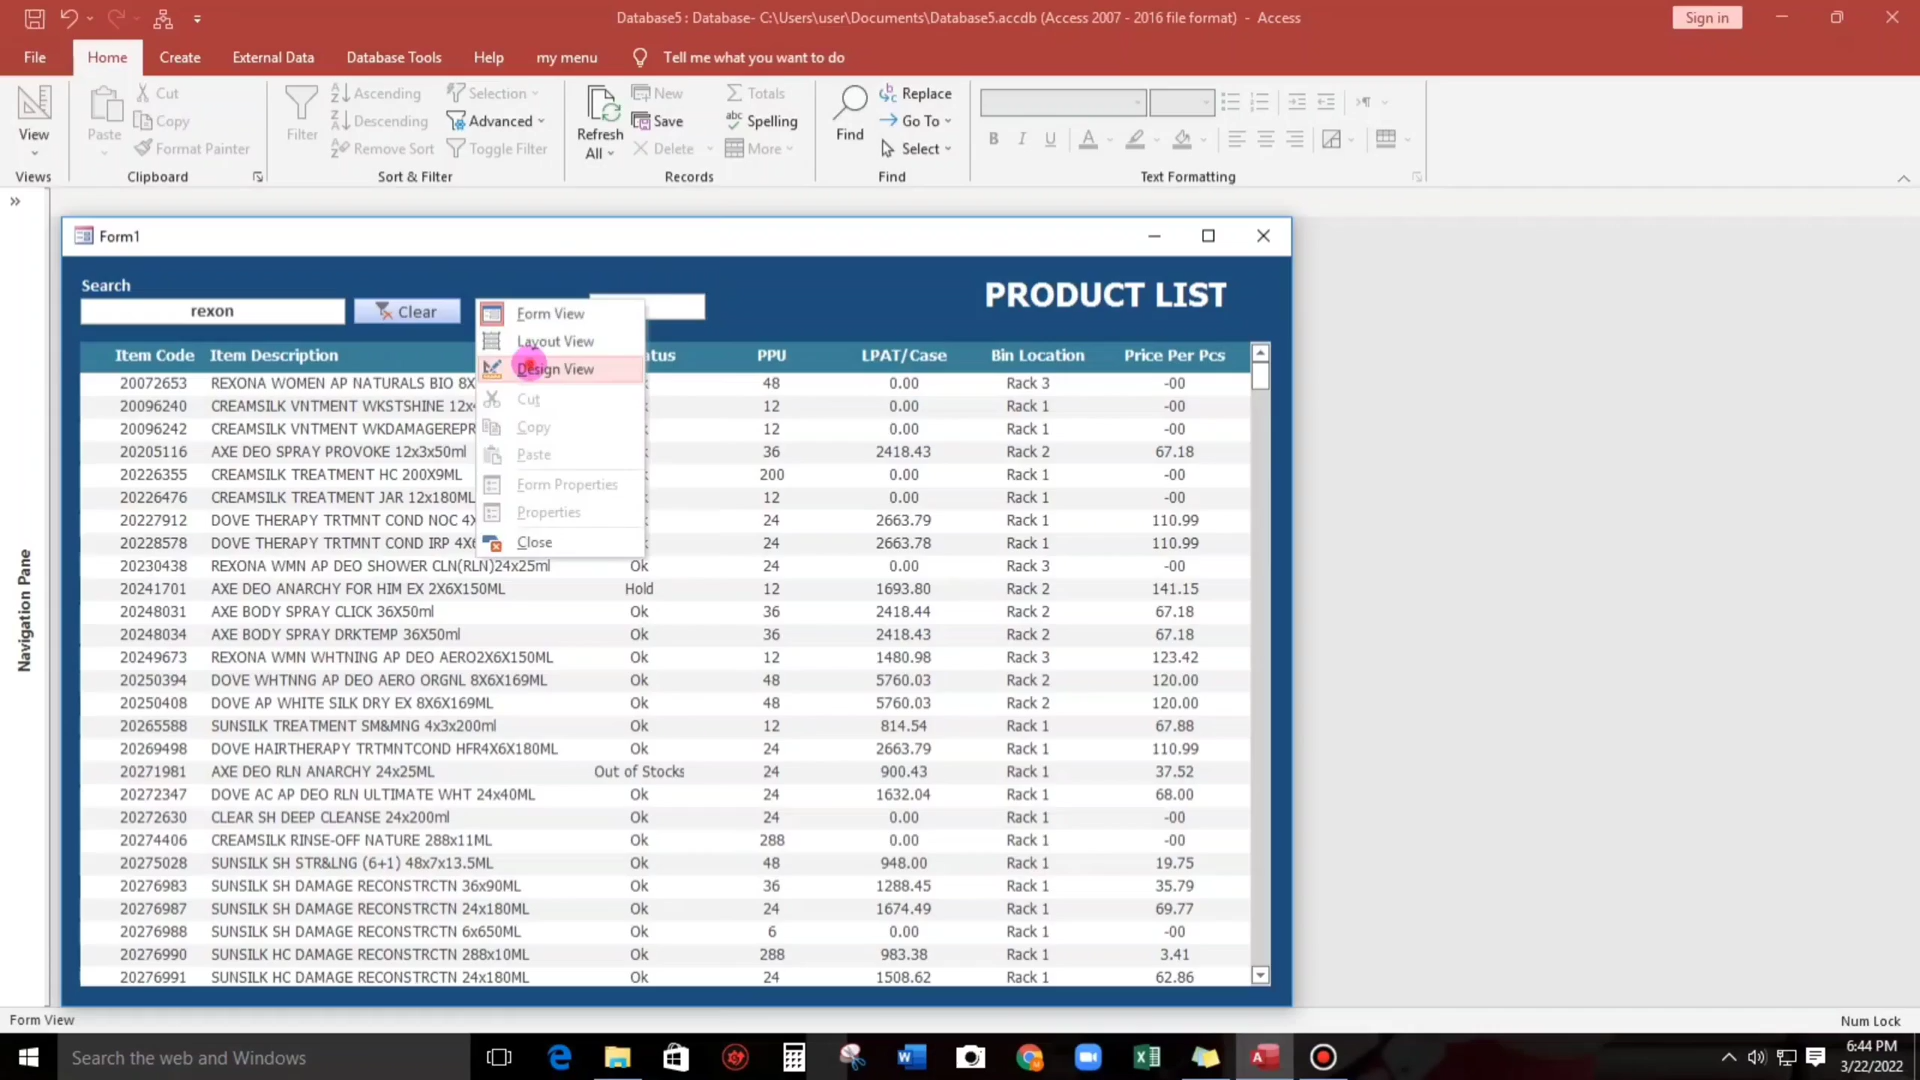 Database5 : Database- C:\Users\user\Documents\Database5.accdb (Access 2007 - 2016 file format) - Access
Sign in
File Home Create External Data Database Tools Help my menu Tell me what you want to do
View
Views
Paste
Cut
Copy
Format Painter
Clipboard
Filter
Ascending
Descending
Remove Sort
Selection
Advanced
Toggle Filter
Sort & Filter
Refresh
All
New
Save
Delete
Totals
Spelling
More
Records
Find
Replace
Go To
Select
Find
B I U A
Text Formatting
Navigation Pane
Form1
Search
rexon
Clear
PRODUCT LIST
Form View
Layout View
Design View
Cut
Copy
Paste
Form Properties
Properties
Close
Item Code Item Description PPU LPAT/Case Bin Location Price Per Pcs
20072653 REXONA WOMEN AP NATURALS BIO 48 0.00 Rack 3 -00
20096240 CREAMSILK VNTMENT WKSTSHINE 12 0.00 Rack 1 -00
20096242 CREAMSILK VNTMENT WKDAMAGEREPR 12 0.00 Rack 1 -00
20205116 AXE DEO SPRAY PROVOKE 12x3x50ml 36 2418.43 Rack 2 67.18
20226355 CREAMSILK TREATMENT HC 200X9ML 200 0.00 Rack 1 -00
20226476 CREAMSILK TREATMENT JAR 12x180ML 12 0.00 Rack 1 -00
20227912 DOVE THERAPY TRTMNT COND NOC 24 2663.79 Rack 1 110.99
20228578 DOVE THERAPY TRTMNT COND IRP 24 2663.78 Rack 1 110.99
20230438 REXONA WMN AP DEO SHOWER CLN(RLN)24x25ml Ok 24 0.00 Rack 3 -00
20241701 AXE DEO ANARCHY FOR HIM EX 2X6X150ML Hold 12 1693.80 Rack 2 141.15
20248031 AXE BODY SPRAY CLICK 36X50ml Ok 36 2418.44 Rack 2 67.18
20248034 AXE BODY SPRAY DRKTEMP 36X50ml Ok 36 2418.43 Rack 2 67.18
20249673 REXONA WMN WHTNING AP DEO AERO2X6X150ML Ok 12 1480.98 Rack 3 123.42
20250394 DOVE WHTNNG AP DEO AERO ORGNL 8X6X169ML Ok 48 5760.03 Rack 2 120.00
20250408 DOVE AP WHITE SILK DRY EX 8X6X169ML Ok 48 5760.03 Rack 2 120.00
20265588 SUNSILK TREATMENT SM&MNG 4x3x200ml Ok 12 814.54 Rack 1 67.88
20269498 DOVE HAIRTHERAPY TRTMNTCOND HFR4X6X180ML Ok 24 2663.79 Rack 1 110.99
20271981 AXE DEO RLN ANARCHY 24x25ML Out of Stocks 24 900.43 Rack 1 37.52
20272347 DOVE AC AP DEO RLN ULTIMATE WHT 24x40ML Ok 24 1632.04 Rack 1 68.00
20272630 CLEAR SH DEEP CLEANSE 24x200ml Ok 24 0.00 Rack 1 -00
20274406 CREAMSILK RINSE-OFF NATURE 288x11ML Ok 288 0.00 Rack 1 -00
20275028 SUNSILK SH STR&LNG (6+1) 48x7x13.5ML Ok 48 948.00 Rack 1 19.75
20276983 SUNSILK SH DAMAGE RECONSTRCTN 36x90ML Ok 36 1288.45 Rack 1 35.79
20276987 SUNSILK SH DAMAGE RECONSTRCTN 24x180ML Ok 24 1674.49 Rack 1 69.77
20276988 SUNSILK SH DAMAGE RECONSTRCTN 6x650ML Ok 6 0.00 Rack 1 -00
20276990 SUNSILK HC DAMAGE RECONSTRCTN 288x10ML Ok 288 983.38 Rack 1 3.41
20276991 SUNSILK HC DAMAGE RECONSTRCTN 24x180ML Ok 24 1508.62 Rack 1 62.86
Form View
Num Lock
Search the web and Windows
6:44 PM
3/22/2022